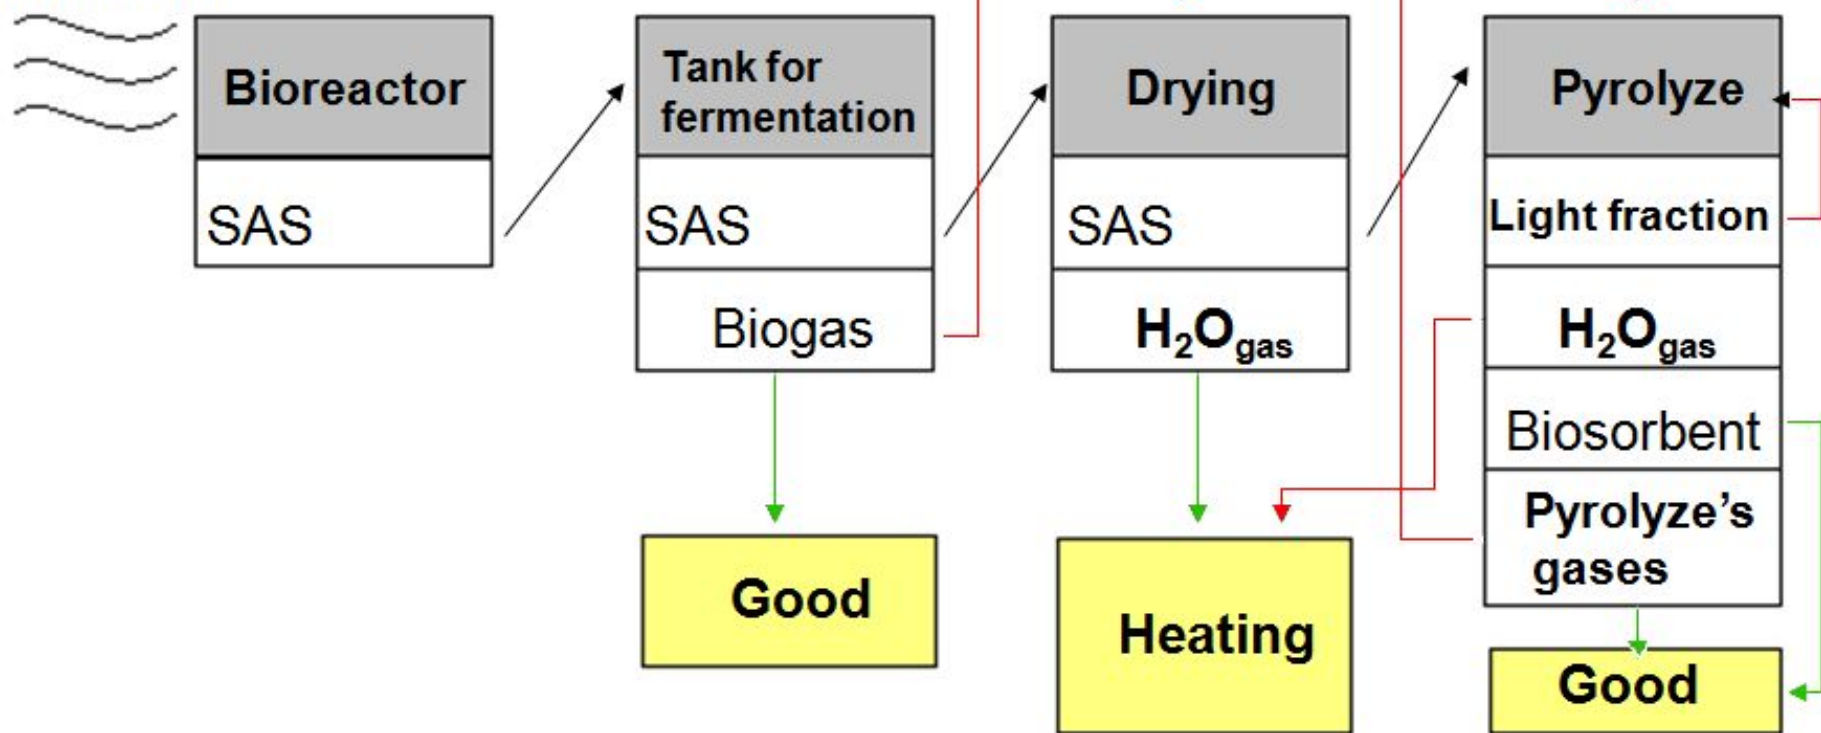 Bioreactor
SAS
Tank for
fermentation
SAS
Biogas
Good
Drying
SAS
H₂Ogas
Heating
Pyrolyze
Light fraction
H₂Ogas
Biosorbent
Pyrolyze’s
gases
Good